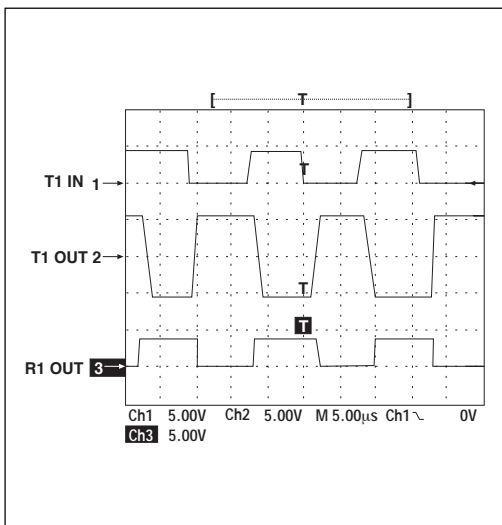 [ T ]
T
T1 IN 1
T1 OUT 2
T
T
R1 OUT 3
Ch1 5.00V Ch2 5.00V M 5.00µs Ch1 0V
Ch3 5.00V